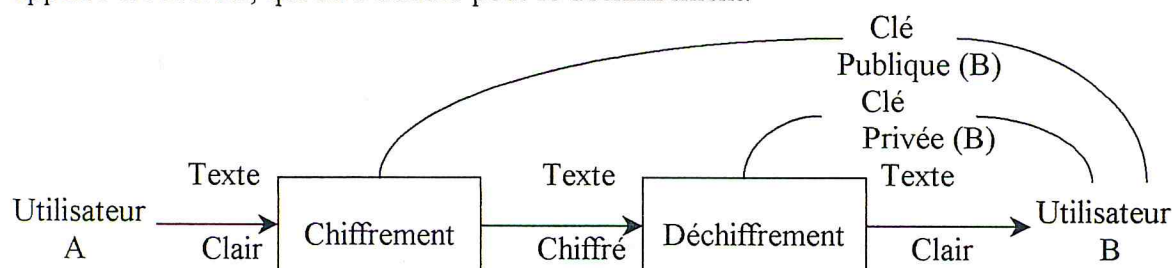 Clé
Publique (B)
Clé
Privée (B)
Texte
Texte
Texte
Utilisateur
A
Clair
Chiffrement
Chiffré
Déchiffrement
Clair
Utilisateur
B